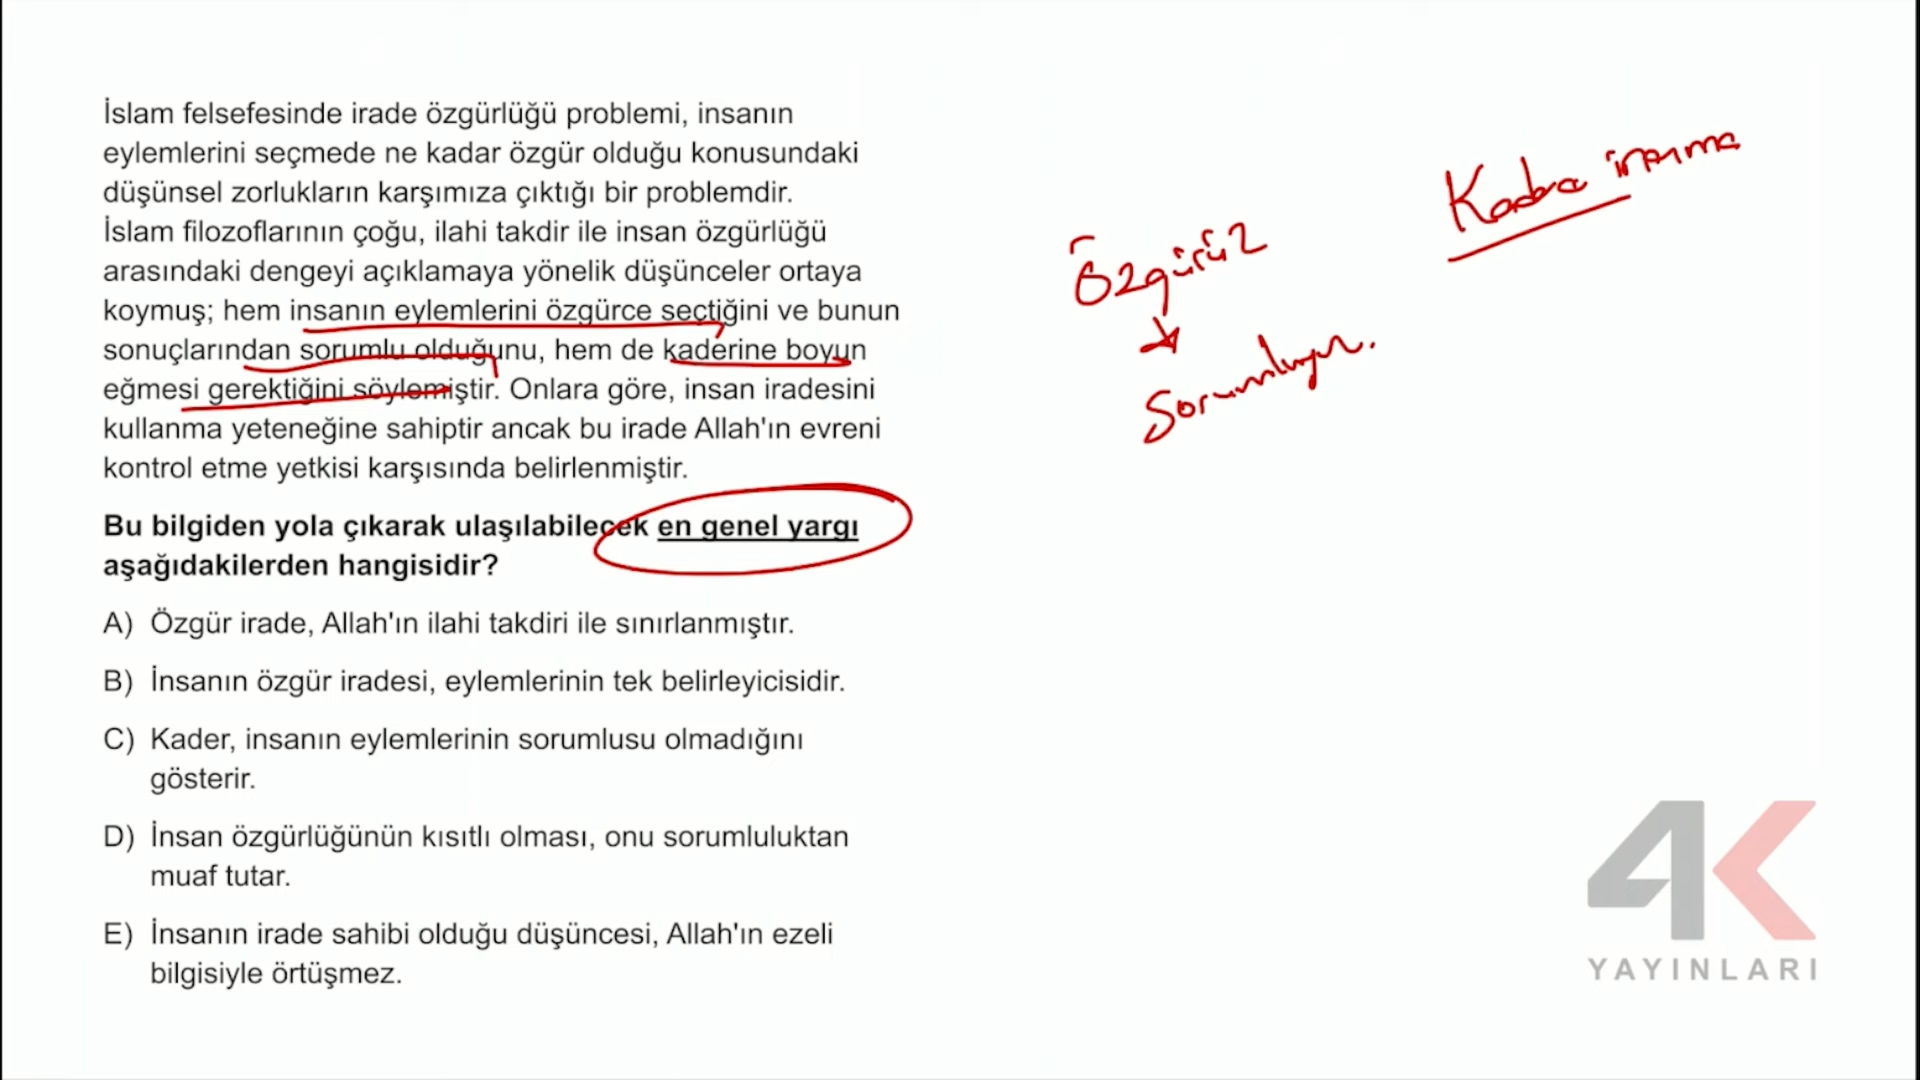 İslam felsefesinde irade özgürlüğü problemi, insanın
eylemlerini seçmede ne kadar özgür olduğu konusundaki
düşünsel zorlukların karşımıza çıktığı bir problemdir.
İslam filozoflarının çoğu, ilahi takdir ile insan özgürlüğü
arasındaki dengeyi açıklamaya yönelik düşünceler ortaya
koymuş; hem insanın eylemlerini özgürce seçtiğini ve bunun
sonuçlarından sorumlu olduğunu, hem de kaderine boyun
eğmesi gerektiğini söylemiştir. Onlara göre, insan iradesini
kullanma yeteneğine sahiptir ancak bu irade Allah'ın evreni
kontrol etme yetkisi karşısında belirlenmiştir.
Bu bilgiden yola çıkarak ulaşılabilecek en genel yargı
aşağıdakilerden hangisidir?
A) Özgür irade, Allah'ın ilahi takdiri ile sınırlanmıştır.
B) İnsanın özgür iradesi, eylemlerinin tek belirleyicisidir.
C) Kader, insanın eylemlerinin sorumlusu olmadığını
gösterir.
D) İnsan özgürlüğünün kısıtlı olması, onu sorumluluktan
muaf tutar.
E) İnsanın irade sahibi olduğu düşüncesi, Allah'ın ezeli
bilgisiyle örtüşmez.
Özgürüz
Sorumluyuz.
4K
YAYINLARI